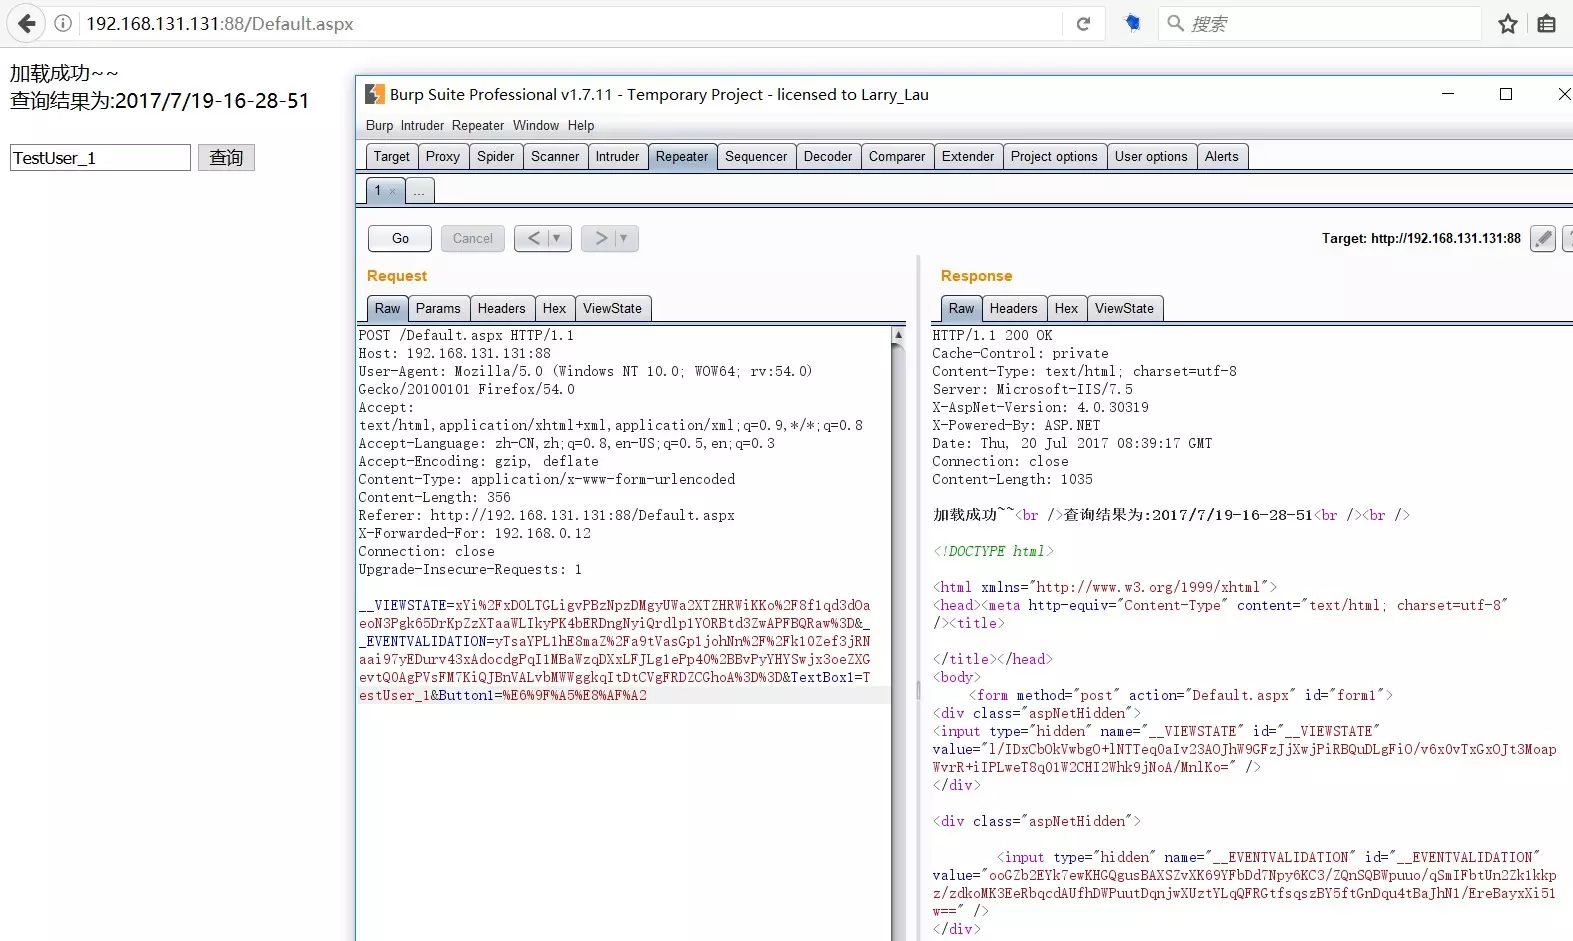 192.168.131.131:88/Default.aspx
搜索
加载成功~~
查询结果为:2017/7/19-16-28-51
TestUser_1 查询
Burp Suite Professional v1.7.11 - Temporary Project - licensed to Larry_Lau
Burp Intruder Repeater Window Help
Target Proxy Spider Scanner Intruder Repeater Sequencer Decoder Comparer Extender Project options User options Alerts
1 × ...
Go Cancel < >
Target: http://192.168.131.131:88
?
Request
Raw Params Headers Hex ViewState
POST /Default.aspx HTTP/1.1
Host: 192.168.131.131:88
User-Agent: Mozilla/5.0 (Windows NT 10.0; WOW64; rv:54.0)
Gecko/20100101 Firefox/54.0
Accept:
text/html,application/xhtml+xml,application/xml;q=0.9,*/*;q=0.8
Accept-Language: zh-CN,zh;q=0.8,en-US;q=0.5,en;q=0.3
Accept-Encoding: gzip, deflate
Content-Type: application/x-www-form-urlencoded
Content-Length: 356
Referer: http://192.168.131.131:88/Default.aspx
X-Forwarded-For: 192.168.0.12
Connection: close
Upgrade-Insecure-Requests: 1
__VIEWSTATE=xYi%2FxDOLTGLigvPBzNpzDMgyUWa2XTZHRWiKKo%2F8f1qd3dOa
eoN3Pgk65DrKpZzXTaaWLIkyPK4bERDngNyiQrdlp1YORBtd3ZwAPFBQRaw%3D&_
_EVENTVALIDATION=yTsaYPL1hE8maZ%2Fa9tVasGp1johNn%2F%2Fk10Zef3jRN
aai97yEDurv43xAdocdgPqI1MBaWzqDXxLFJLg1ePp40%2BBvPyYHYSwjx3oeZXG
evtQ0AgPVsFM7KiQJBnVALvbMWWggkqItDtCVgFRDZCGhoA%3D%3D&TextBox1=T
estUser_1&Button1=%E6%9F%A5%E8%AF%A2
Response
Raw Headers Hex ViewState
HTTP/1.1 200 OK
Cache-Control: private
Content-Type: text/html; charset=utf-8
Server: Microsoft-IIS/7.5
X-AspNet-Version: 4.0.30319
X-Powered-By: ASP.NET
Date: Thu, 20 Jul 2017 08:39:17 GMT
Connection: close
Content-Length: 1035
加载成功~~<br />查询结果为:2017/7/19-16-28-51<br /><br />
<!DOCTYPE html>
<html xmlns="http://www.w3.org/1999/xhtml">
<head><meta http-equiv="Content-Type" content="text/html; charset=utf-8"
/><title>
</title></head>
<body>
<form method="post" action="Default.aspx" id="form1">
<div class="aspNetHidden">
<input type="hidden" name="__VIEWSTATE" id="__VIEWSTATE"
value="l/IDxCbOkVwbgO+lNTTeq0aIv23AOJhW9GFzJjXwjPiRBQuDLgFiO/v6x0vTxGxOJt3Moap
WvrR+iIPLweT8q01W2CHI2Whk9jNoA/MnlKo=" />
</div>
<div class="aspNetHidden">
<input type="hidden" name="__EVENTVALIDATION" id="__EVENTVALIDATION"
value="ooGZb2EYk7ewKHGQgusBAXSZvXK69YFbDd7Npy6KC3/ZQnSQBWpuuo/qSmIFbtUn2Zk1kkp
z/zdkoMK3EeRbqcdAUfhDWPuutDqnjwXUztYLqQFRGtfsqszBY5ftGnDqu4tBaJhN1/EreBayxXi51
w==" />
</div>